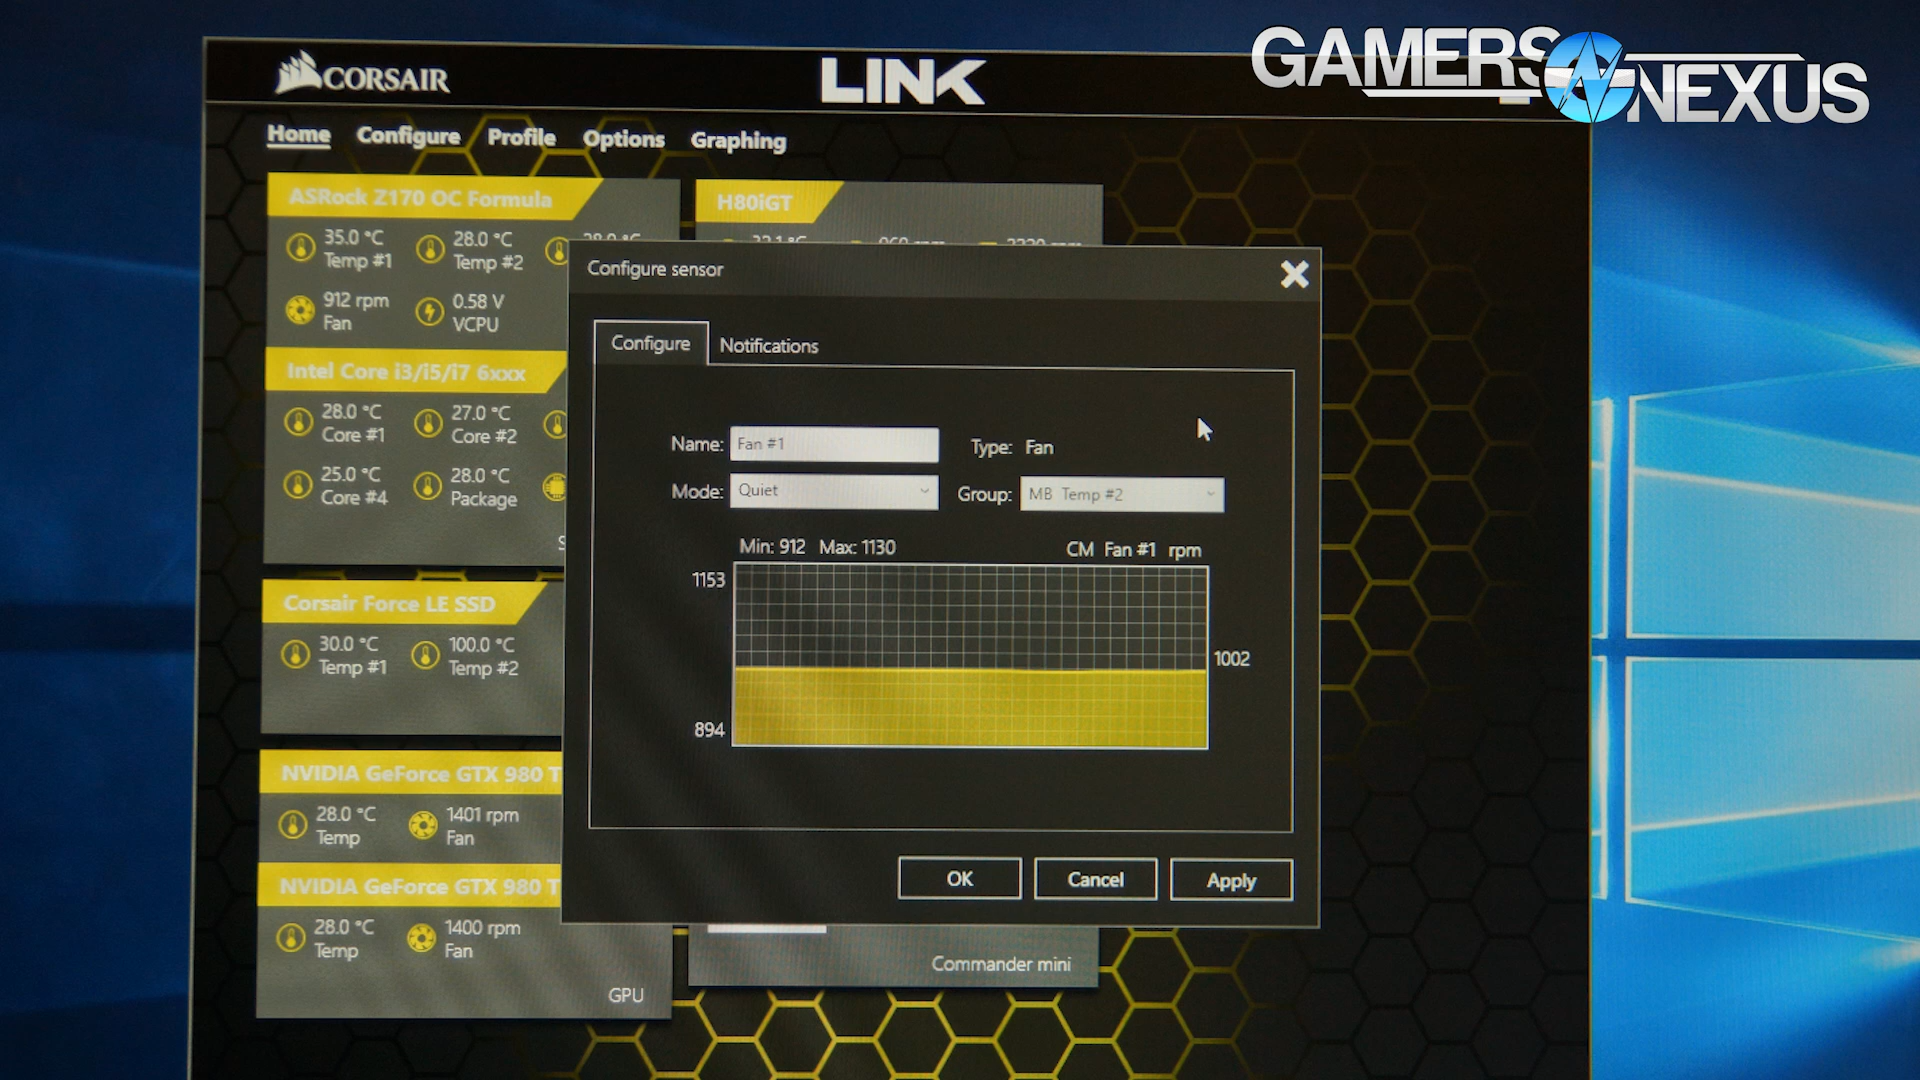 GAMERS NEXUS
CORSAIR
LINK
Home Configure Profile Options Graphing
ASRock Z170 OC Formula
35.0 °C
Temp #1
28.0 °C
Temp #2
912 rpm
Fan
0.58 V
VCPU
H80iGT
Intel Core i3/i5/i7 6xxx
28.0 °C
Core #1
27.0 °C
Core #2
25.0 °C
Core #4
28.0 °C
Package
Corsair Force LE SSD
30.0 °C
Temp #1
100.0 °C
Temp #2
NVIDIA GeForce GTX 980 T
28.0 °C
Temp
1401 rpm
Fan
NVIDIA GeForce GTX 980 T
28.0 °C
Temp
1400 rpm
Fan
GPU
Configure sensor
Configure Notifications
Name: Fan #1 Type: Fan
Mode: Quiet Group: MB Temp #2
Min: 912 Max: 1130 CM Fan #1 rpm
1153
1002
894
OK Cancel Apply
Commander mini